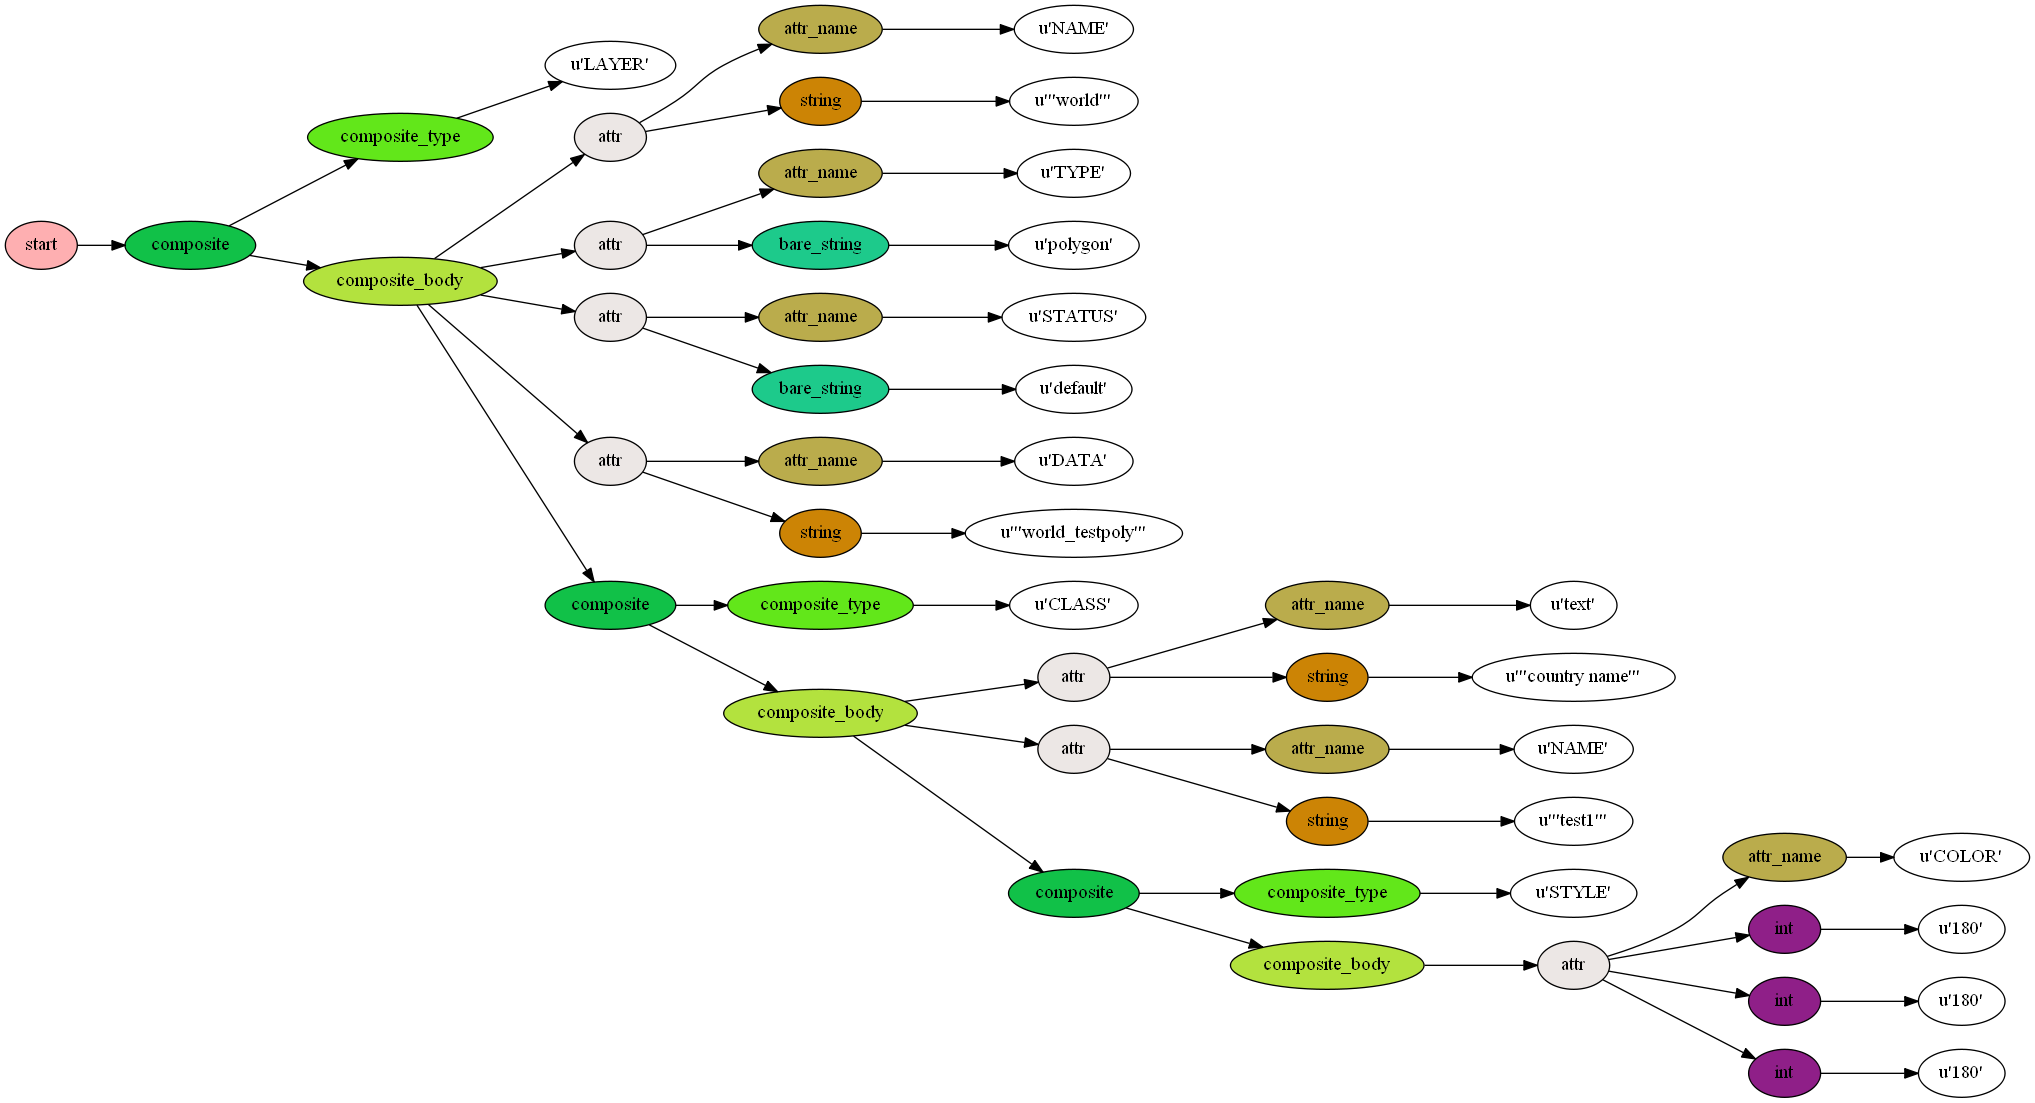 start
composite
composite_type
u'LAYER'
composite_body
attr
attr_name
u'NAME'
string
u"'world'"
attr
attr_name
u'TYPE'
bare_string
u'polygon'
attr
attr_name
u'STATUS'
bare_string
u'default'
attr
attr_name
u'DATA'
string
u"'world_testpoly'"
composite
composite_type
u'CLASS'
composite_body
attr
attr_name
u'text'
string
u"'country name'"
attr
attr_name
u'NAME'
string
u"'test1'"
composite
composite_type
u'STYLE'
composite_body
attr
attr_name
u'COLOR'
int
u'180'
int
u'180'
int
u'180'